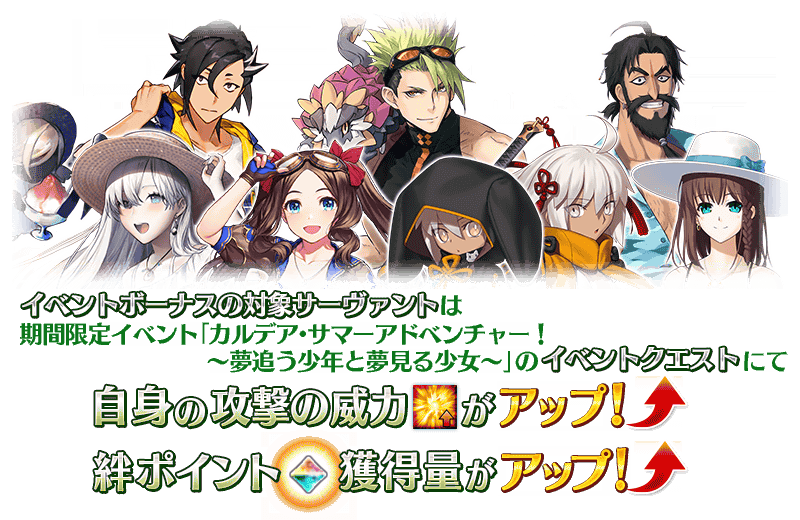 イベントボーナスの対象サーヴァントは
期間限定イベント「カルデア・サマーアドベンチャー！
～夢追う少年と夢見る少女～」のイベントクエストにて
自身の攻撃の威力がアップ！
絆ポイント獲得量がアップ！